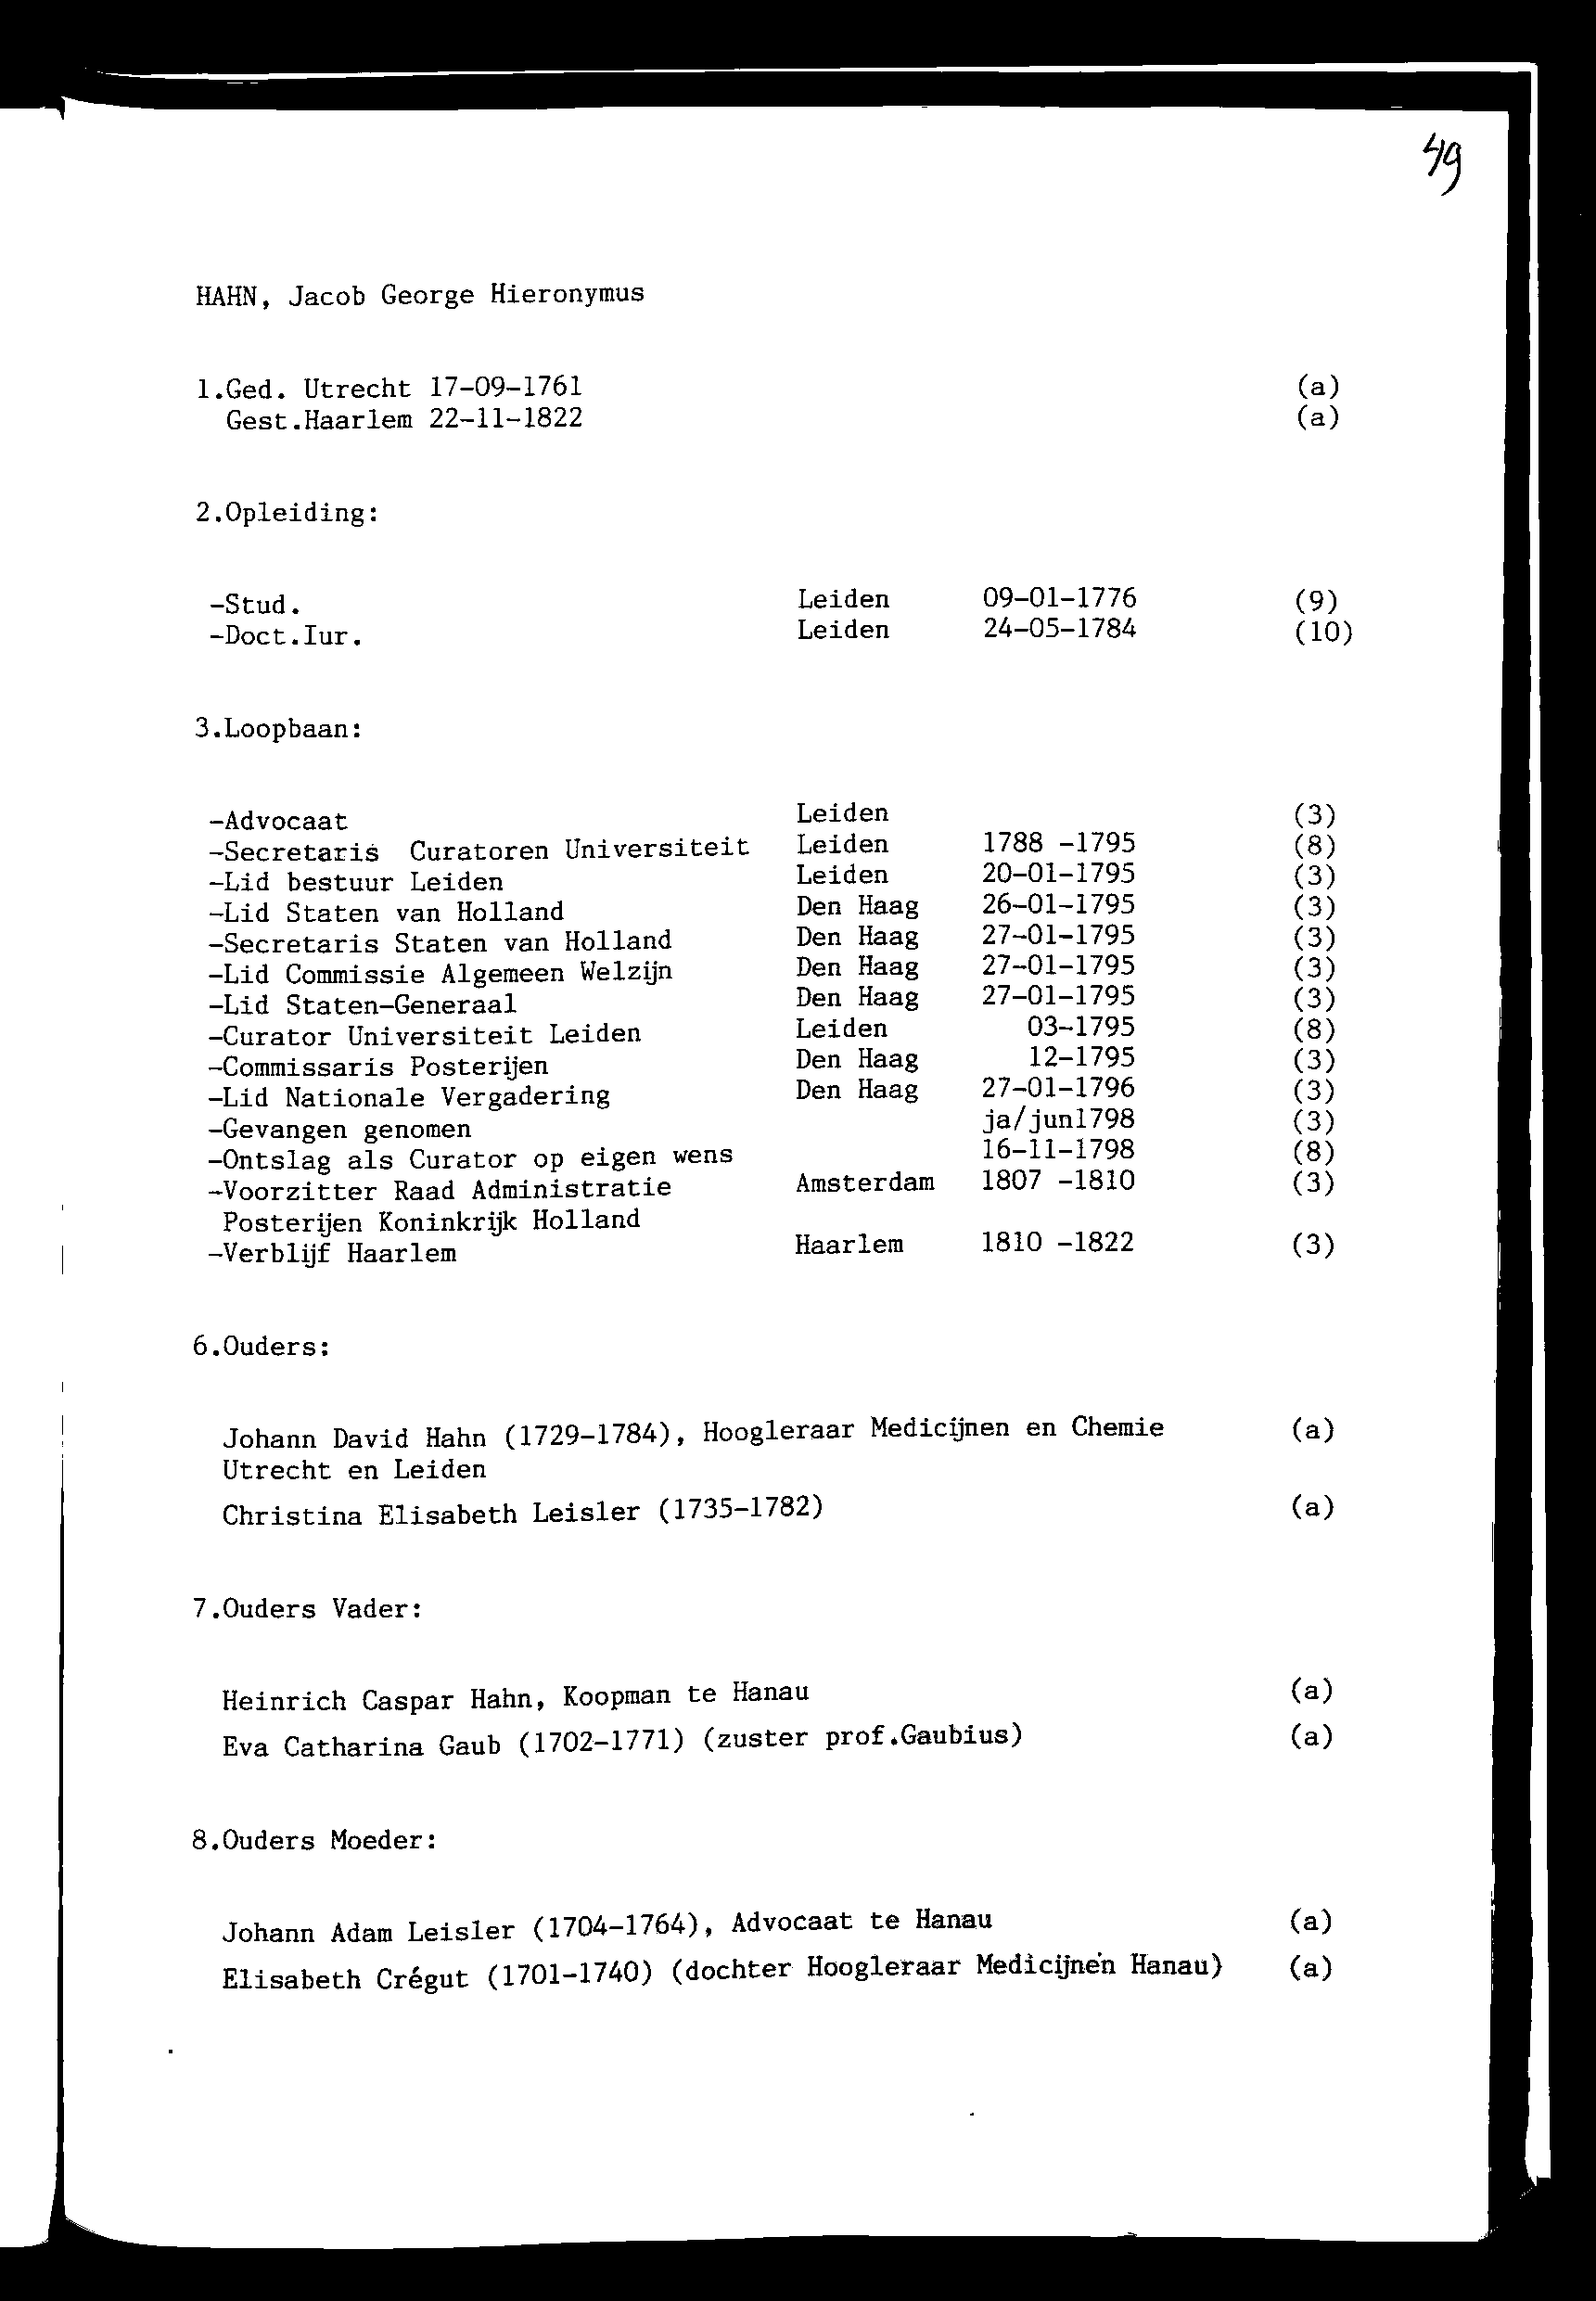 49
HAHN, Jacob George Hieronymus
1.Ged. Utrecht 17-09-1761 (a)
Gest.Haarlem 22-11-1822 (a)
2.Opleiding:
-Stud. Leiden 09-01-1776 (9)
-Doct.Iur. Leiden 24-05-1784 (10)
3.Loopbaan:
-Advocaat Leiden (3)
-Secretaris Curatoren Universiteit Leiden 1788 -1795 (8)
-Lid bestuur Leiden Leiden 20-01-1795 (3)
-Lid Staten van Holland Den Haag 26-01-1795 (3)
-Secretaris Staten van Holland Den Haag 27-01-1795 (3)
-Lid Commissie Algemeen Welzijn Den Haag 27-01-1795 (3)
-Lid Staten-Generaal Den Haag 27-01-1795 (3)
-Curator Universiteit Leiden Leiden 03-1795 (8)
-Commissaris Posterijen Den Haag 12-1795 (3)
-Lid Nationale Vergadering Den Haag 27-01-1796 (3)
-Gevangen genomen ja/jun1798 (3)
-Ontslag als Curator op eigen wens 16-11-1798 (8)
-Voorzitter Raad Administratie Amsterdam 1807 -1810 (3)
Posterijen Koninkrijk Holland
-Verblijf Haarlem Haarlem 1810 -1822 (3)
6.Ouders:
Johann David Hahn (1729-1784), Hoogleraar Medicijnen en Chemie (a)
Utrecht en Leiden
Christina Elisabeth Leisler (1735-1782) (a)
7.Ouders Vader:
Heinrich Caspar Hahn, Koopman te Hanau (a)
Eva Catharina Gaub (1702-1771) (zuster prof.Gaubius) (a)
8.Ouders Moeder:
Johann Adam Leisler (1704-1764), Advocaat te Hanau (a)
Elisabeth Crégut (1701-1740) (dochter Hoogleraar Medicijnen Hanau) (a)